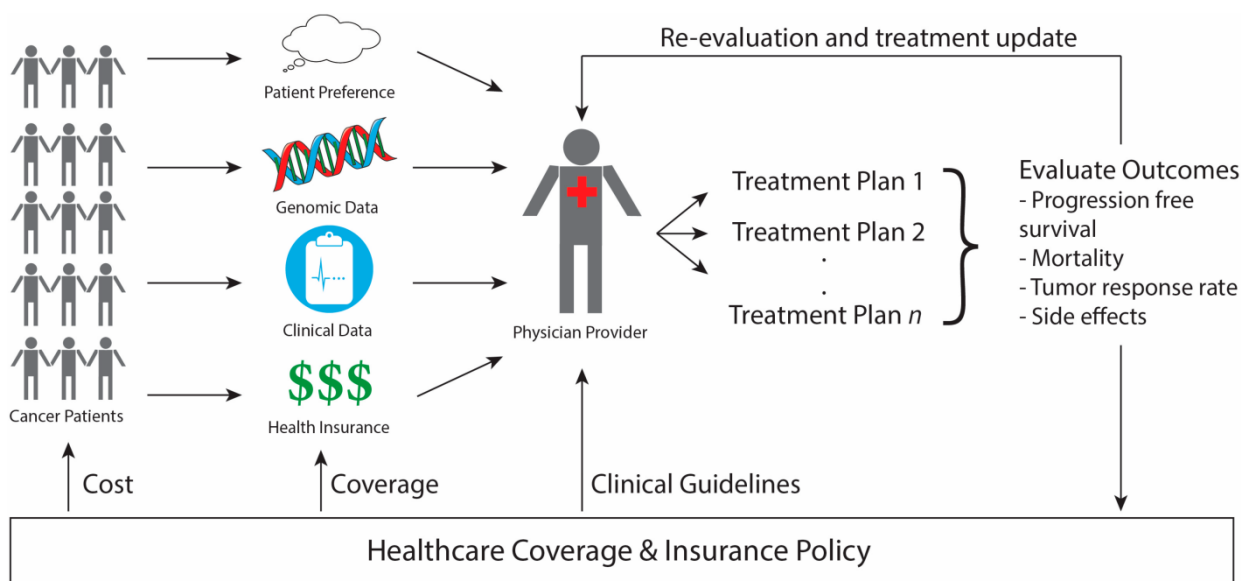 Re-evaluation and treatment update
Patient Preference
Genomic Data
Clinical Data
$$$
Health Insurance
Cancer Patients
Physician Provider
Treatment Plan 1
Treatment Plan 2
.
.
Treatment Plan n
Evaluate Outcomes
- Progression free
survival
- Mortality
- Tumor response rate
- Side effects
Cost
Coverage
Clinical Guidelines
Healthcare Coverage & Insurance Policy